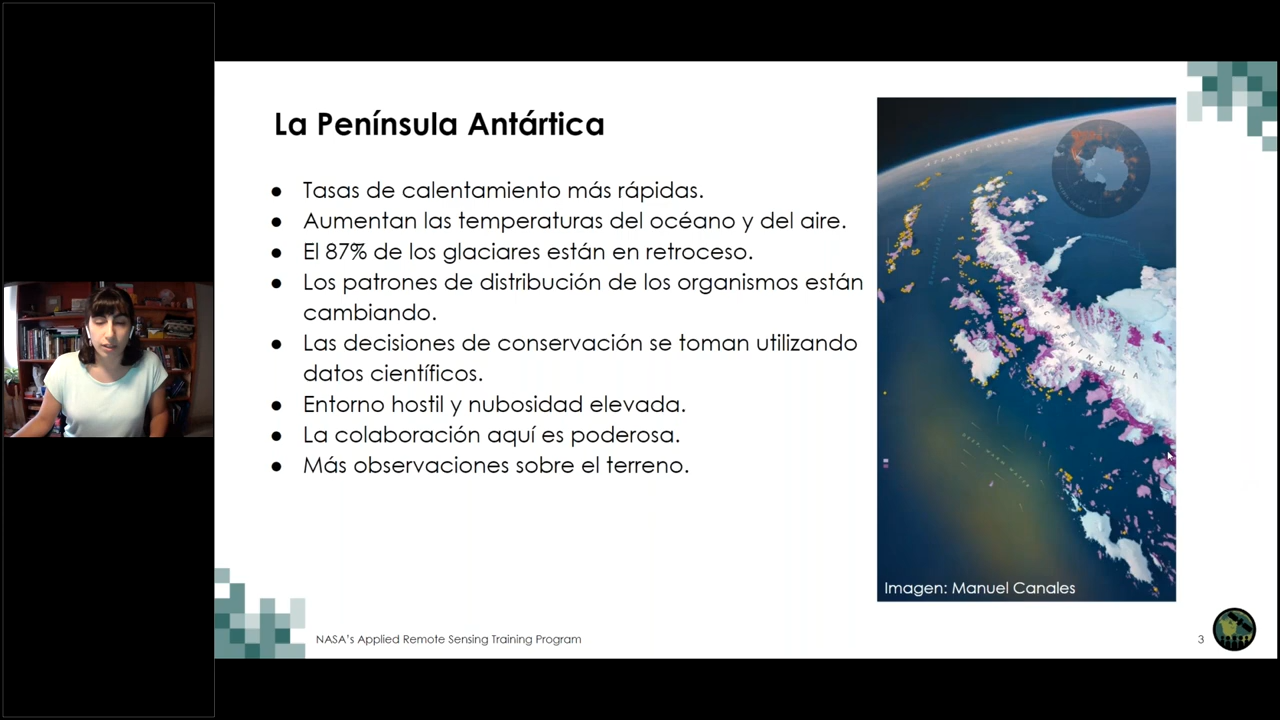 La Península Antártica
● Tasas de calentamiento más rápidas.
● Aumentan las temperaturas del océano y del aire.
● El 87% de los glaciares están en retroceso.
● Los patrones de distribución de los organismos están
cambiando.
● Las decisiones de conservación se toman utilizando
datos científicos.
● Entorno hostil y nubosidad elevada.
● La colaboración aquí es poderosa.
● Más observaciones sobre el terreno.
PENINSULA
Imagen: Manuel Canales
NASA's Applied Remote Sensing Training Program
3